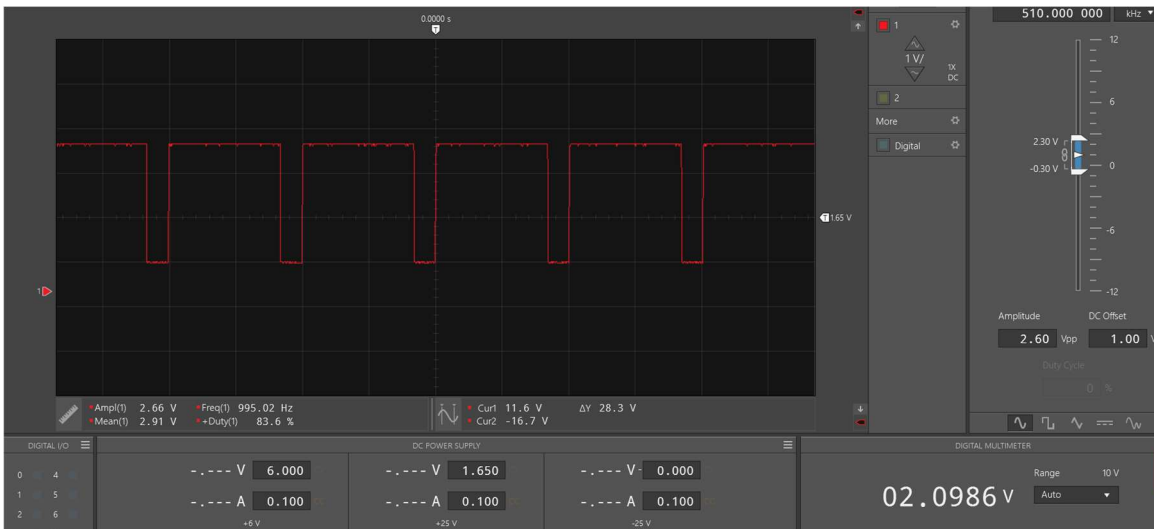 0.0000 s
T
1
1 V/
1X
DC
2
More
Digital
T 1.65 V
1
510.000 000 kHz
12
6
2.30 V
-0.30 V
0
-6
-12
Amplitude DC Offset
2.60 Vpp 1.00 V
Duty Cycle
0 %
Ampl(1) 2.66 V Freq(1) 995.02 Hz
Mean(1) 2.91 V +Duty(1) 83.6 %
Cur1 11.6 V ΔY 28.3 V
Cur2 -16.7 V
DIGITAL I/O
0 4
1 5
2 6
DC POWER SUPPLY
-.--- V 6.000 -.--- V 1.650 -.--- V - 0.000
-.--- A 0.100 -.--- A 0.100 -.--- A 0.100
+6 V +25 V -25 V
DIGITAL MULTIMETER
02.0986 V
Range 10 V
Auto